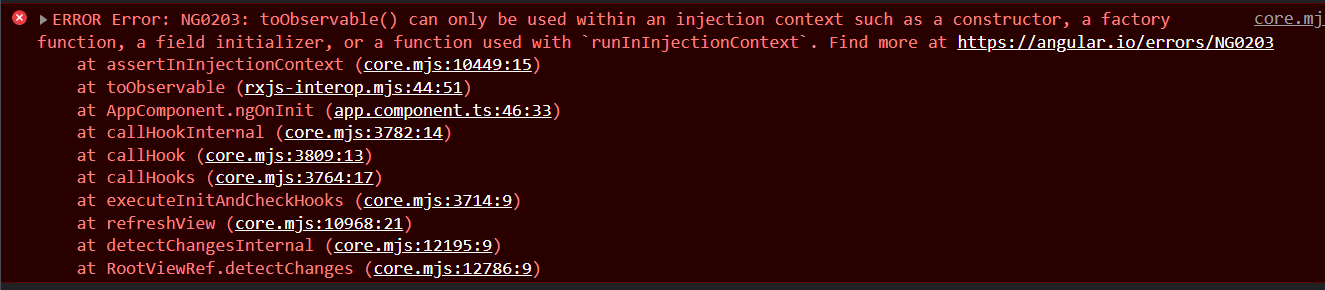 ERROR Error: NG0203: toObservable() can only be used within an injection context such as a constructor, a factory core.mj
function, a field initializer, or a function used with `runInInjectionContext`. Find more at https://angular.io/errors/NG0203
at assertInInjectionContext (core.mjs:10449:15)
at toObservable (rxjs-interop.mjs:44:51)
at AppComponent.ngOnInit (app.component.ts:46:33)
at callHookInternal (core.mjs:3782:14)
at callHook (core.mjs:3809:13)
at callHooks (core.mjs:3764:17)
at executeInitAndCheckHooks (core.mjs:3714:9)
at refreshView (core.mjs:10968:21)
at detectChangesInternal (core.mjs:12195:9)
at RootViewRef.detectChanges (core.mjs:12786:9)